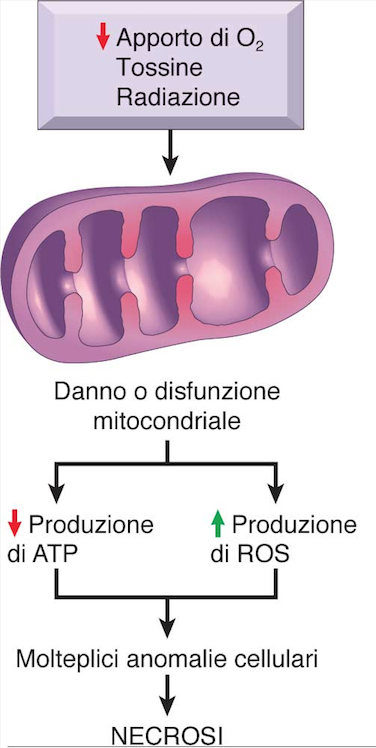 Apporto di O₂
Tossine
Radiazione
Danno o disfunzione
mitocondriale
Produzione
di ATP
Produzione
di ROS
Molteplici anomalie cellulari
NECROSI